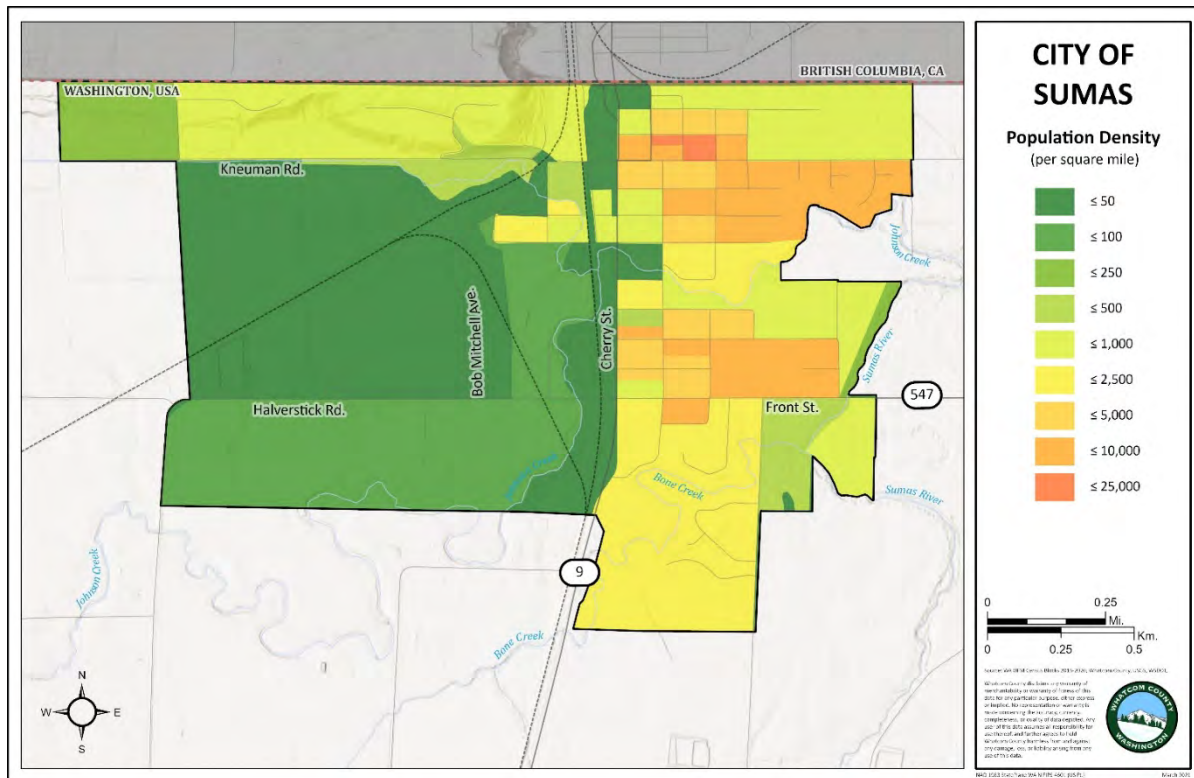 CITY OF
SUMAS
Population Density
(per square mile)
≤ 50
≤ 100
≤ 250
≤ 500
≤ 1,000
≤ 2,500
≤ 5,000
≤ 10,000
≤ 25,000
BRITISH COLUMBIA, CA
WASHINGTON, USA
Kneuman Rd.
Johnson Creek
Bob Mitchell Ave.
Cherry St.
Sumas River
547
Halverstick Rd.
Front St.
Johnson Creek
Bone Creek
Sumas River
9
Johnson Creek
Bone Creek
N
W
E
S
0 0.25
Mi.
Km.
0 0.25 0.5
WHATCOM COUNTY
WASHINGTON